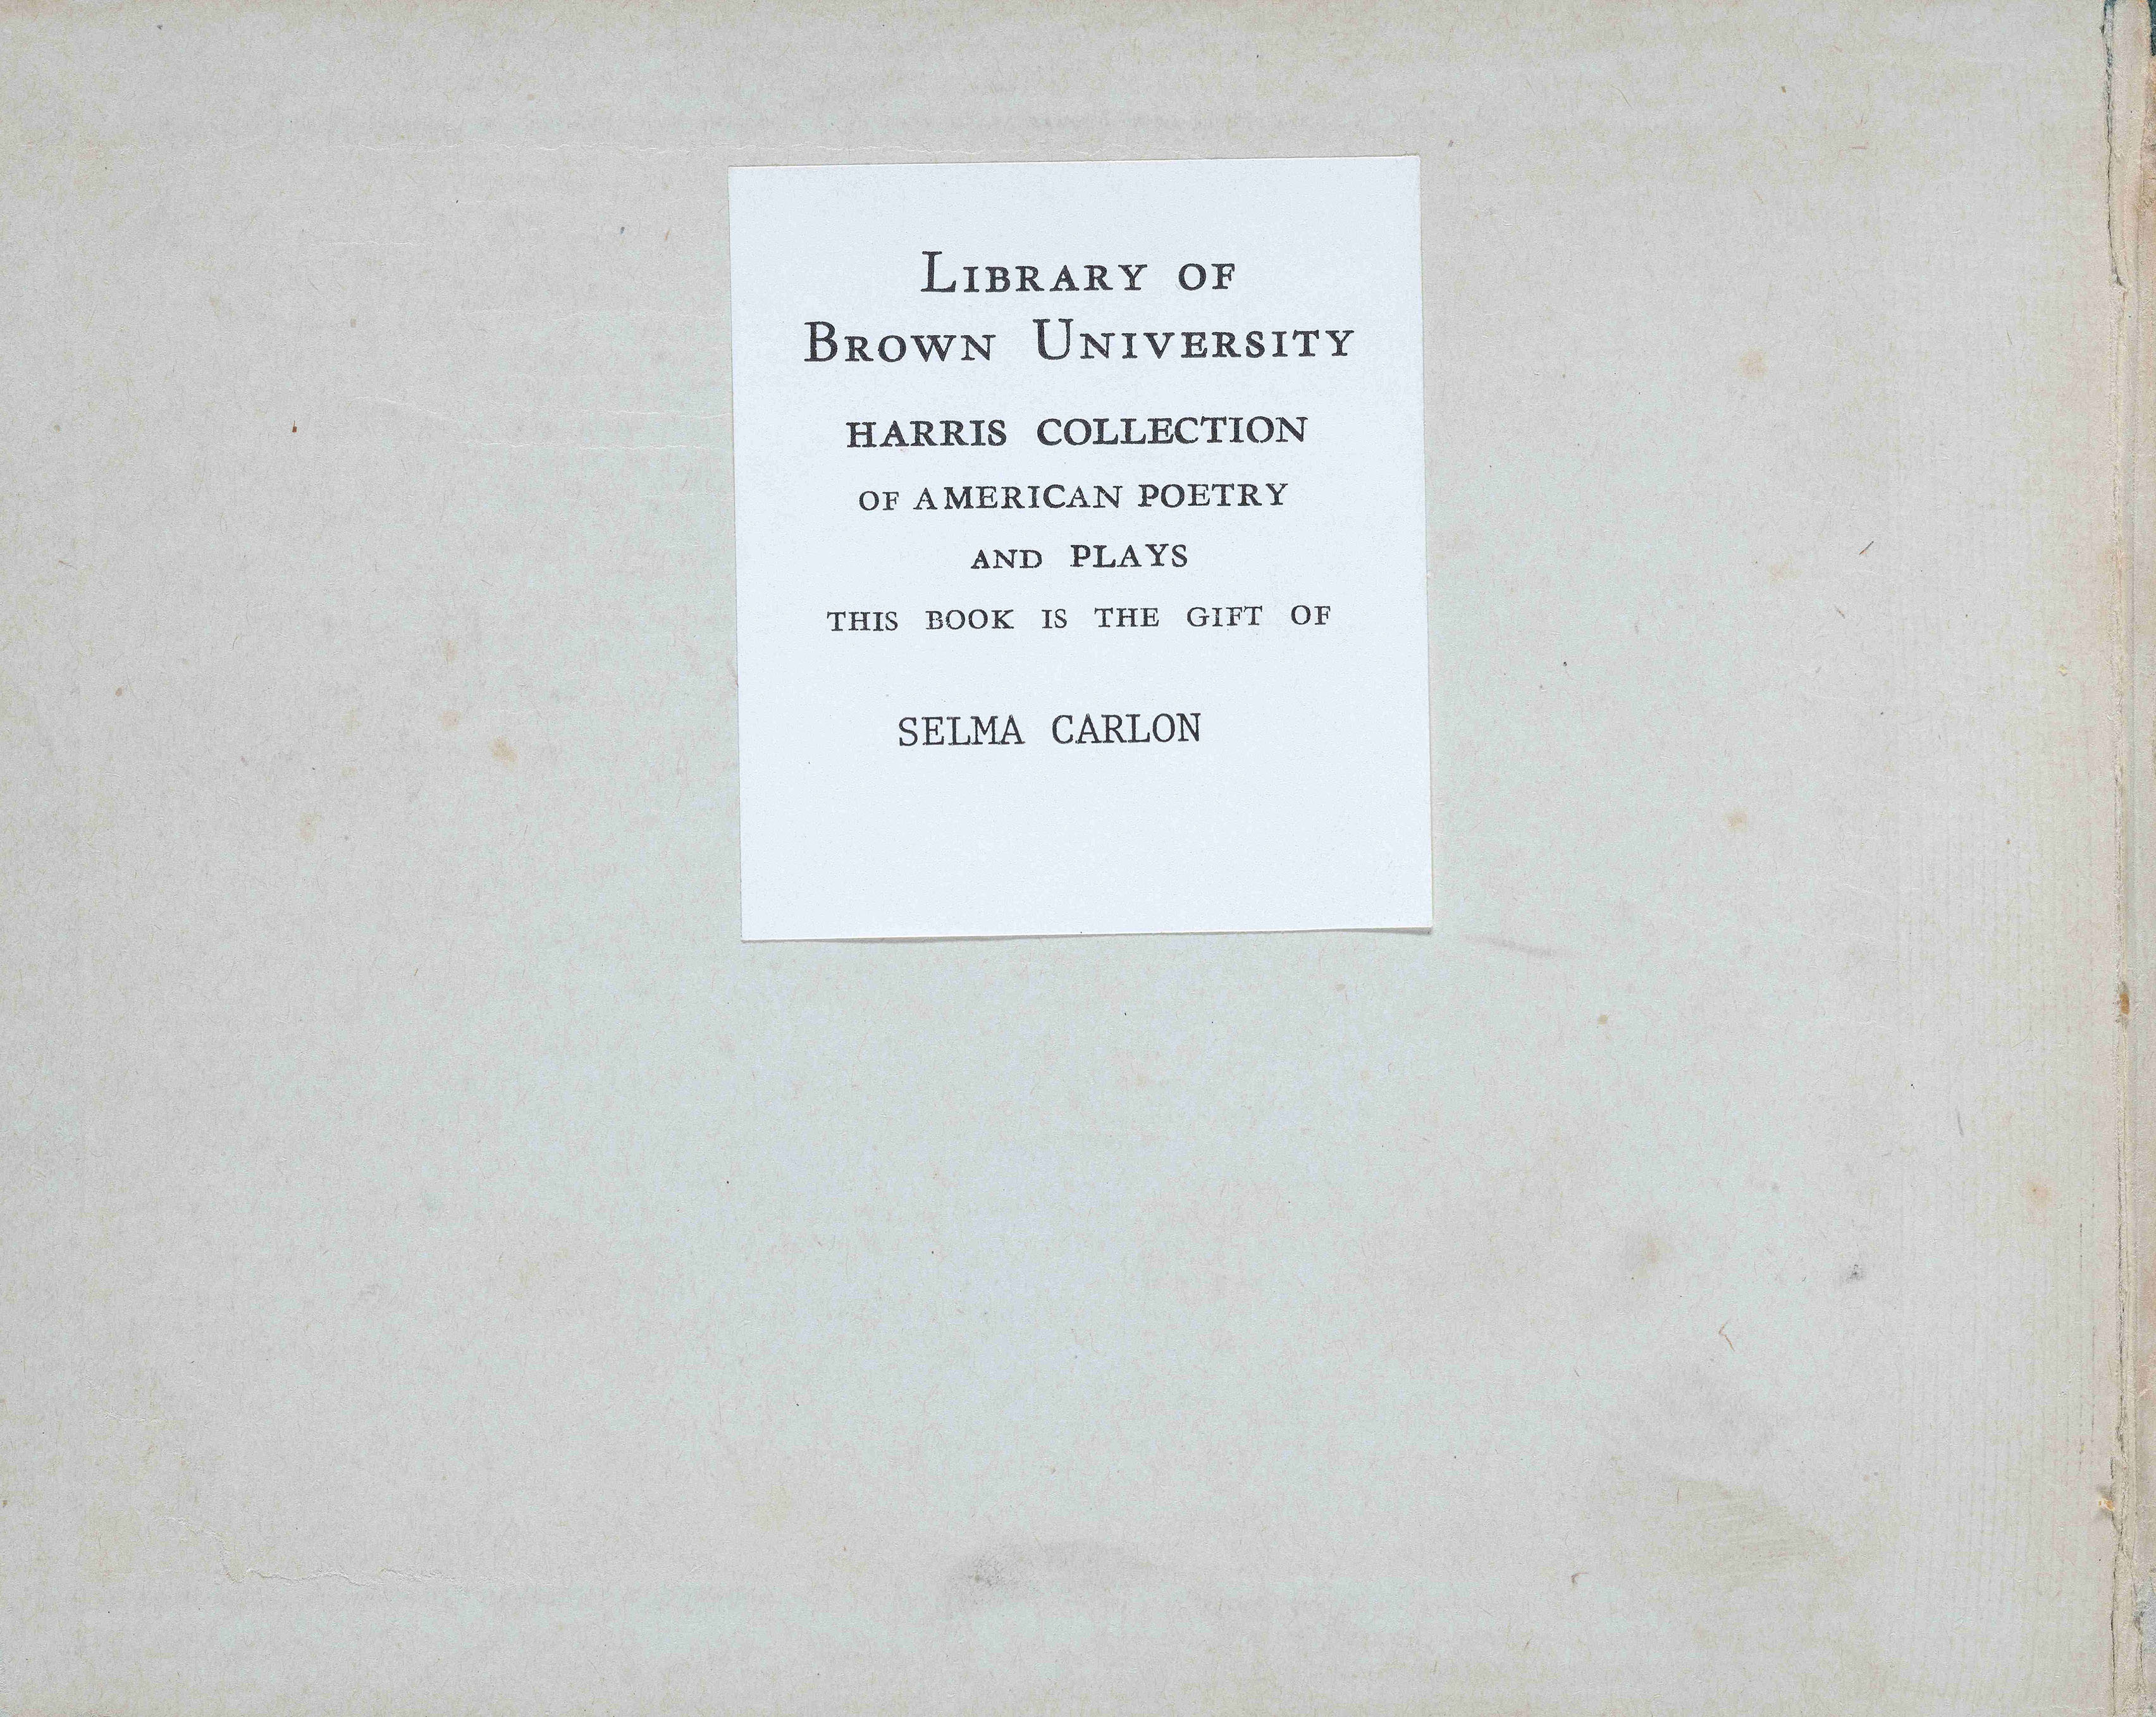 LIBRARY OF
BROWN UNIVERSITY
HARRIS COLLECTION
OF AMERICAN POETRY
AND PLAYS
THIS BOOK IS THE GIFT OF
SELMA CARLON